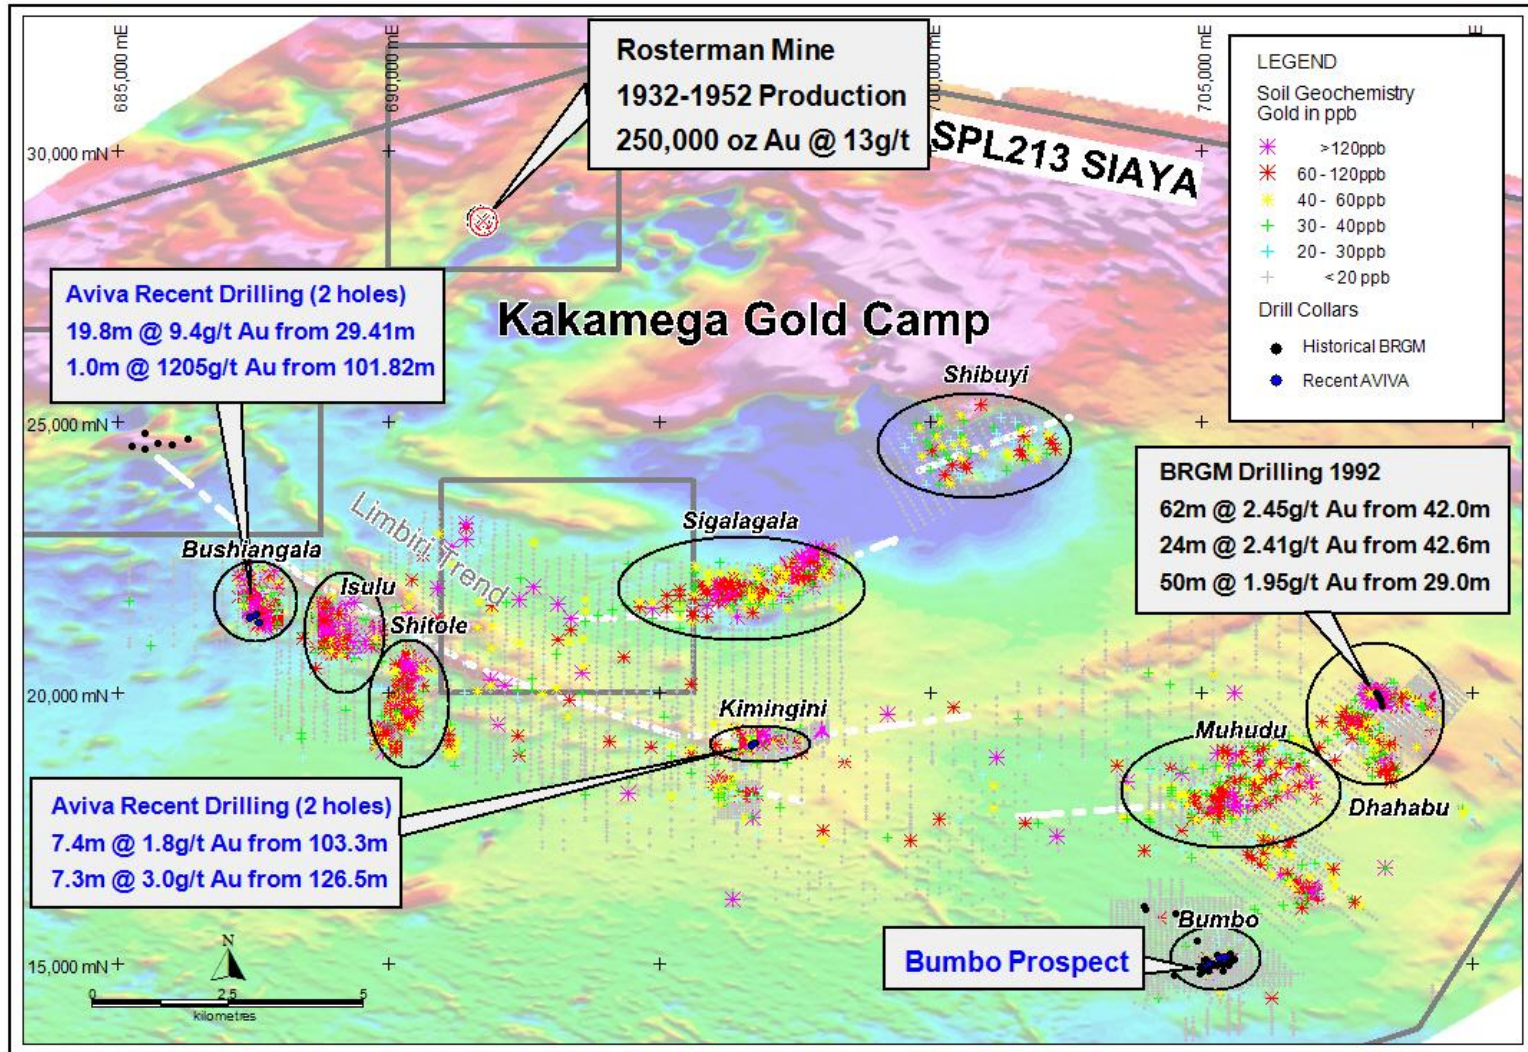 685,000 mE
690,000 mE
700,000 mE
705,000 mE
E
Rosterman Mine
1932-1952 Production
250,000 oz Au @ 13g/t
SPL213 SIAYA
LEGEND
Soil Geochemistry
Gold in ppb
>120ppb
60 - 120ppb
40 - 60ppb
30 - 40ppb
20 - 30ppb
<20 ppb
Drill Collars
Historical BRGM
Recent AVIVA
30,000 mN
Aviva Recent Drilling (2 holes)
19.8m @ 9.4g/t Au from 29.41m
1.0m @ 1205g/t Au from 101.82m
Kakamega Gold Camp
Shibuyi
25,000 mN
BRGM Drilling 1992
62m @ 2.45g/t Au from 42.0m
24m @ 2.41g/t Au from 42.6m
50m @ 1.95g/t Au from 29.0m
Limbiri Trend
Sigalagala
Bushiangala
Isulu
Shitole
20,000 mN
Kimingini
Muhudu
Dhahabu
Aviva Recent Drilling (2 holes)
7.4m @ 1.8g/t Au from 103.3m
7.3m @ 3.0g/t Au from 126.5m
Bumbo
Bumbo Prospect
N
15,000 mN
0 2.5 5
kilometres